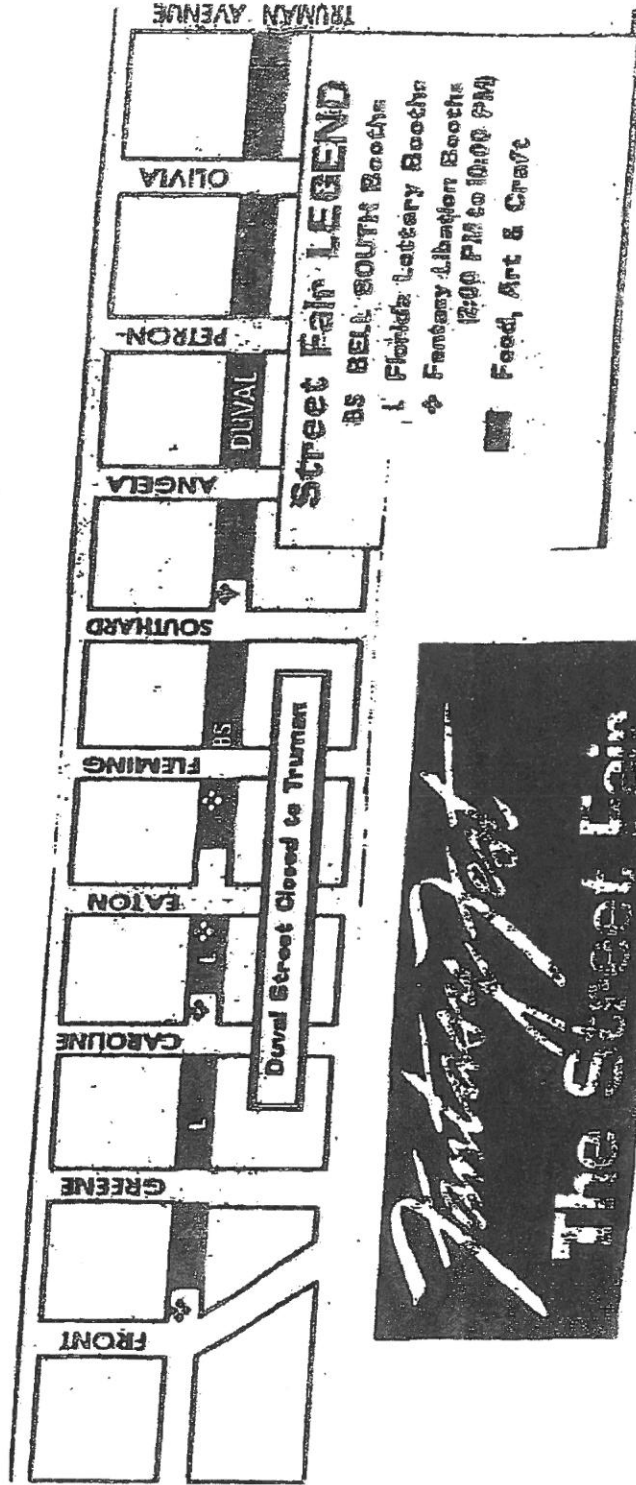 FRONT
GREENE
CAROLINE
EATON
FLEMING
SOUTHARD
ANGELA
PETRON-
OLIVIA
TRUMAN AVENUE
L
L
BS
DUVAL
Duval Street Closed to Truman
Street Fair LEGEND
BS BELL SOUTH Booths
L Florida Lottery Booths
Fantasy Libation Booths
12:00 PM to 10:00 PM)
Food, Art & Craft
Fantasy Fest
The Street Fair